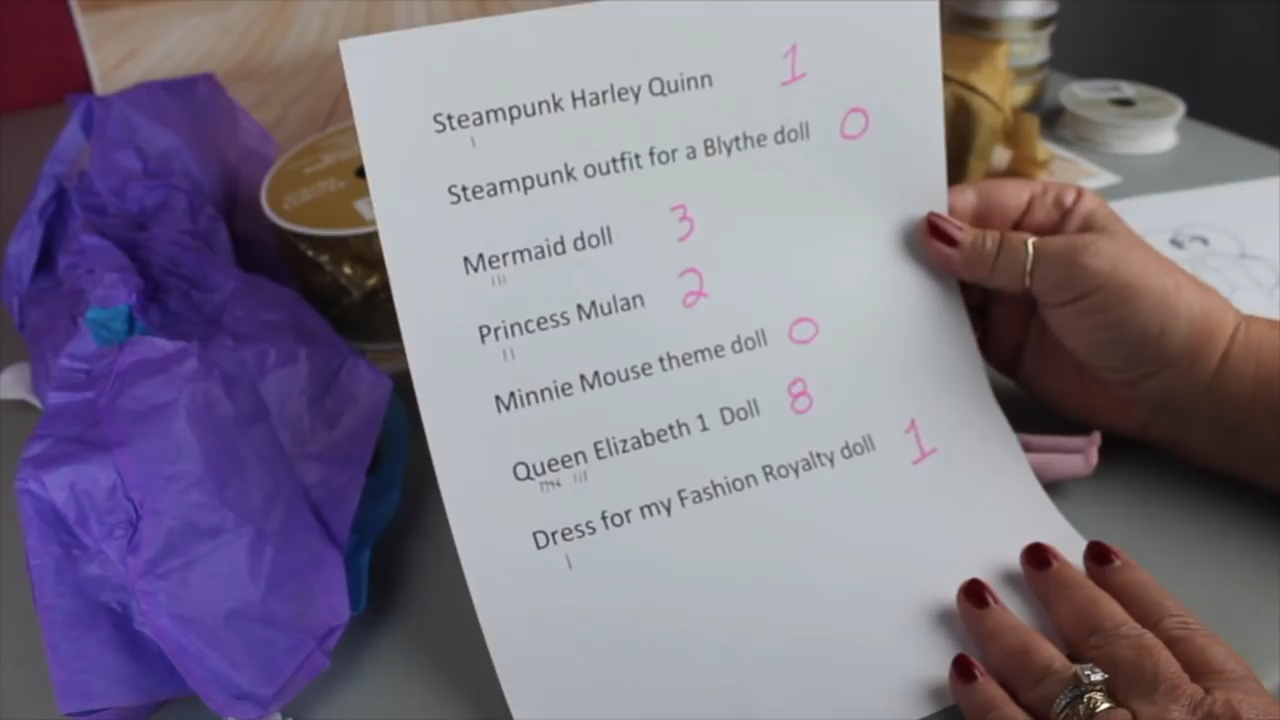 Steampunk Harley Quinn 1
Steampunk outfit for a Blythe doll 0
Mermaid doll 3
Princess Mulan 2
Minnie Mouse theme doll 0
Queen Elizabeth 1 Doll 8
Dress for my Fashion Royalty doll 1